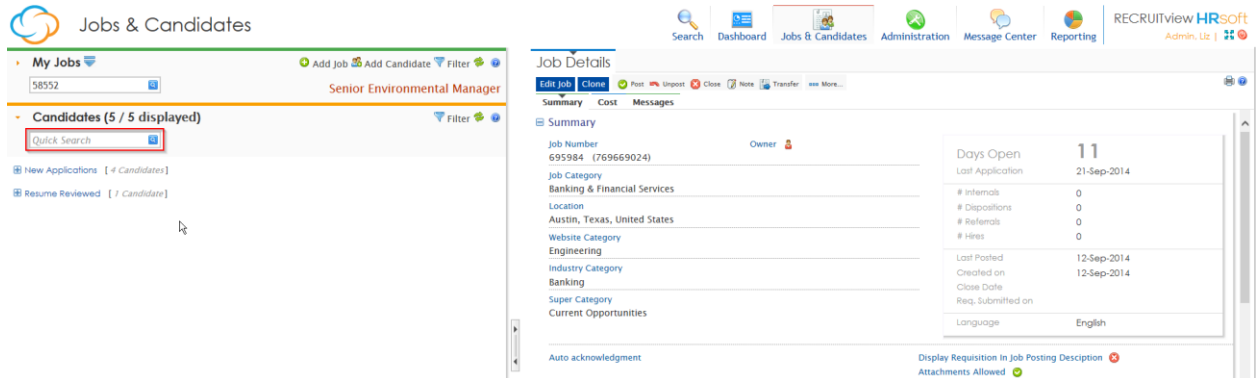 Jobs & Candidates
Search Dashboard Jobs & Candidates Administration Message Center Reporting
RECRUITview HRsoft
Admin, Liz |
My Jobs Add Job Add Candidate Filter
58552 Senior Environmental Manager
Candidates (5 / 5 displayed) Filter
Quick Search
New Applications [ 4 Candidates ]
Resume Reviewed [ 1 Candidate ]
Job Details
Edit Job Clone Post Unpost Close Note Transfer More...
Summary Cost Messages
Summary
Job Number Owner
695984 (769669024)
Job Category
Banking & Financial Services
Location
Austin, Texas, United States
Website Category
Engineering
Industry Category
Banking
Super Category
Current Opportunities
Days Open 11
Last Application 21-Sep-2014
# Internals 0
# Dispositions 0
# Referrals 0
# Hires 0
Last Posted 12-Sep-2014
Created on 12-Sep-2014
Close Date
Req. Submitted on
Language English
Auto acknowledgment Display Requisition In Job Posting Desciption
Attachments Allowed